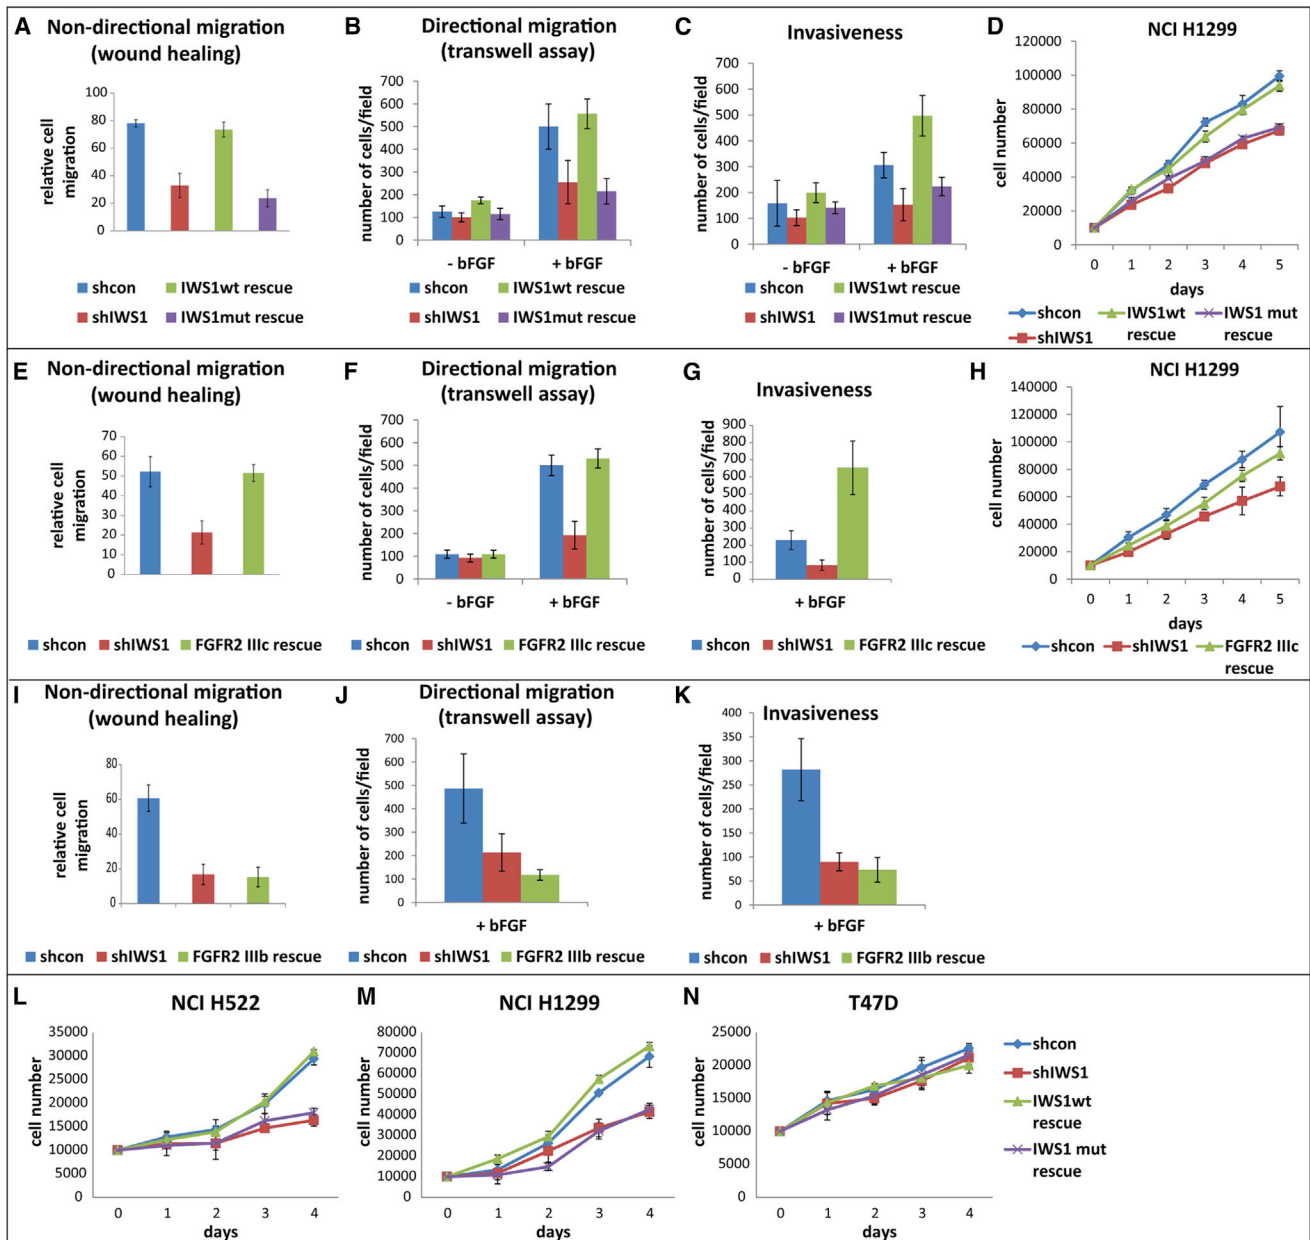 A
Non-directional migration
(wound healing)
relative cell
migration
100
80
60
40
20
0
shcon
IWS1wt rescue
shIWS1
IWS1mut rescue
B
Directional migration
(transwell assay)
number of cells/field
700
600
500
400
300
200
100
0
- bFGF
+ bFGF
shcon
IWS1wt rescue
shIWS1
IWS1mut rescue
C
Invasiveness
number of cells/field
700
600
500
400
300
200
100
0
- bFGF
+ bFGF
shcon
IWS1wt rescue
shIWS1
IWS1mut rescue
D
NCI H1299
cell number
120000
100000
80000
60000
40000
20000
0
0 1 2 3 4 5
days
shcon
IWS1wt
rescue
IWS1 mut
rescue
shIWS1
E
Non-directional migration
(wound healing)
relative cell
migration
70
60
50
40
30
20
10
0
shcon shIWS1 FGFR2 IIIc rescue
F
Directional migration
(transwell assay)
number of cells/field
700
600
500
400
300
200
100
0
- bFGF
+ bFGF
shcon shIWS1 FGFR2 IIIc rescue
G
Invasiveness
number of cells/field
900
800
700
600
500
400
300
200
100
0
+ bFGF
shcon shIWS1 FGFR2 IIIc rescue
H
NCI H1299
cell number
140000
120000
100000
80000
60000
40000
20000
0
0 1 2 3 4 5
days
shcon shIWS1 FGFR2 IIIc
rescue
I
Non-directional migration
(wound healing)
relative cell
migration
80
60
40
20
0
shcon shIWS1 FGFR2 IIIb rescue
J
Directional migration
(transwell assay)
number of cells/field
700
600
500
400
300
200
100
0
+ bFGF
shcon shIWS1 FGFR2 IIIb rescue
K
Invasiveness
number of cells/field
400
350
300
250
200
150
100
50
0
+ bFGF
shcon shIWS1 FGFR2 IIIb rescue
L
NCI H522
cell number
35000
30000
25000
20000
15000
10000
5000
0
0 1 2 3 4
days
M
NCI H1299
cell number
80000
70000
60000
50000
40000
30000
20000
10000
0
0 1 2 3 4
days
N
T47D
cell number
25000
20000
15000
10000
5000
0
0 1 2 3 4
days
shcon
shIWS1
IWS1wt
rescue
IWS1 mut
rescue